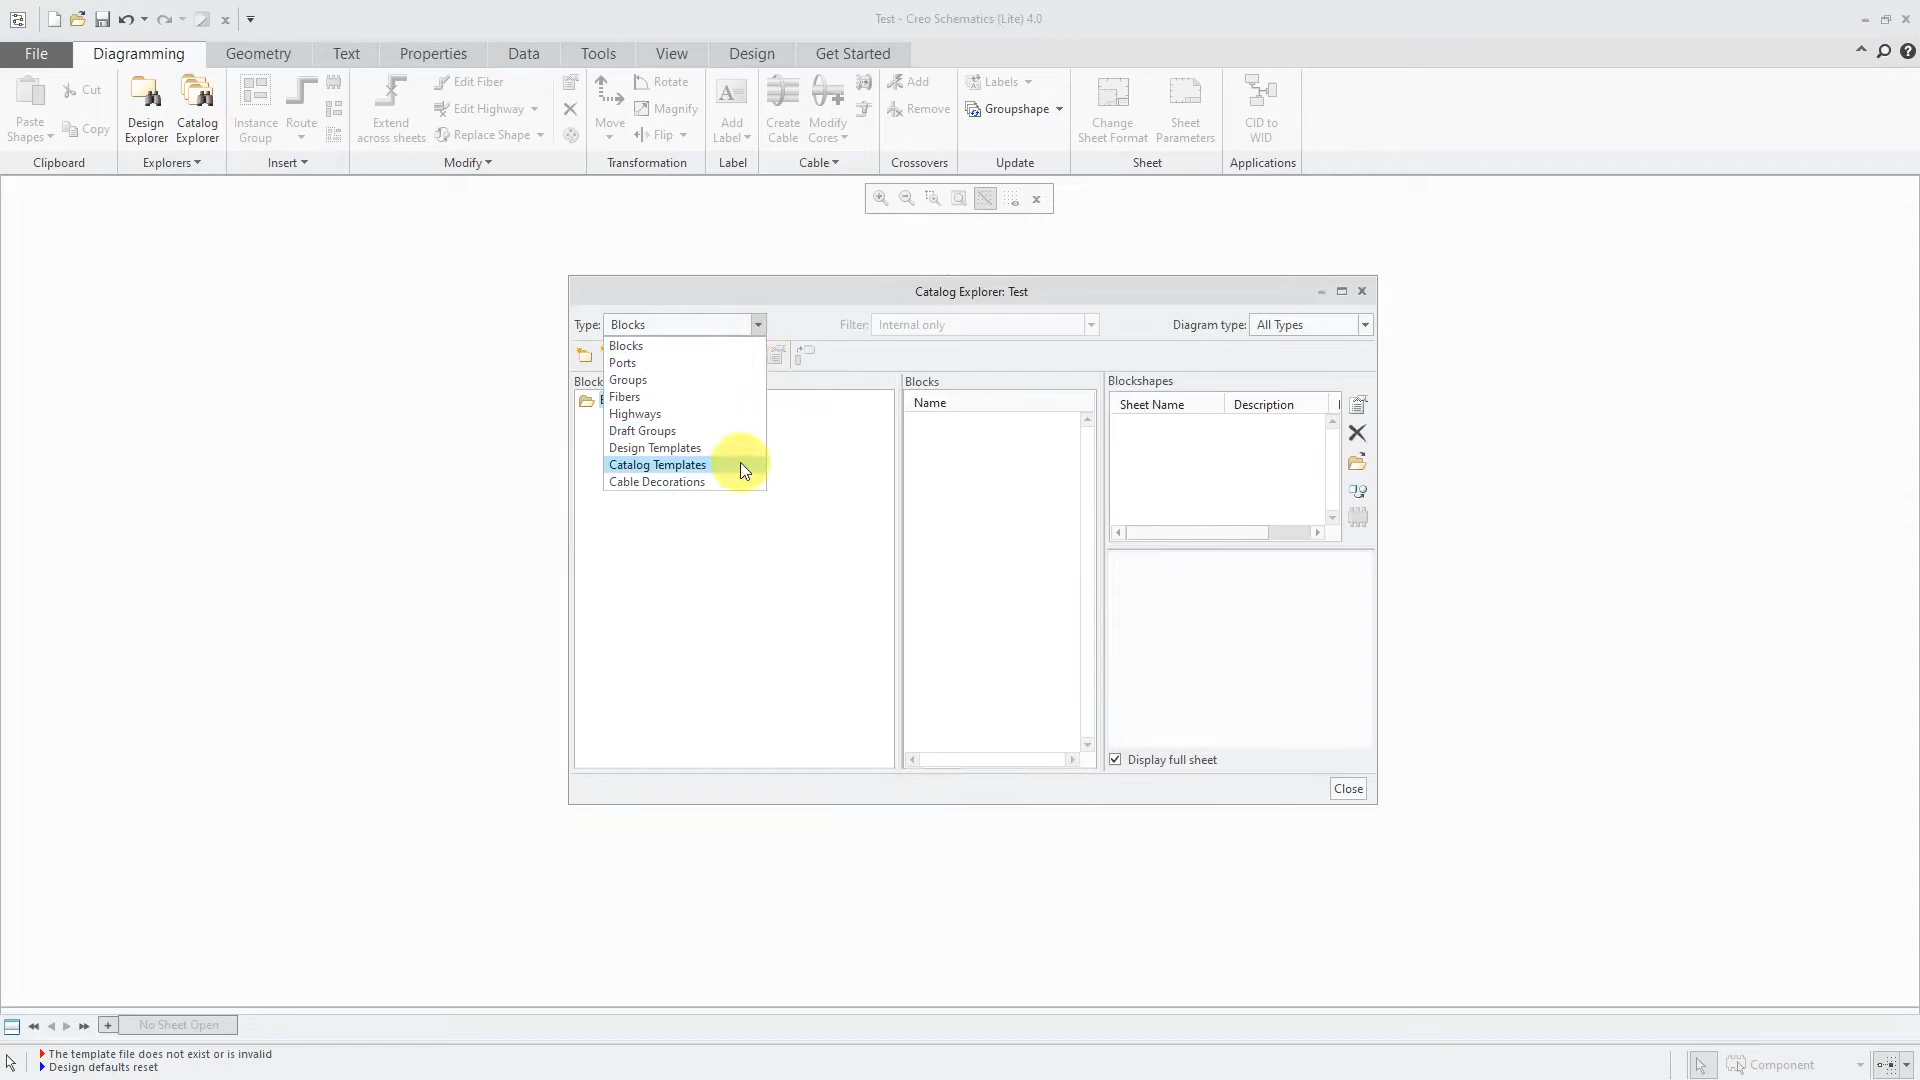 Test - Creo Schematics (Lite) 4.0
File Diagramming Geometry Text Properties Data Tools View Design Get Started
Paste Shapes
Cut
Copy
Clipboard
Design Explorer
Catalog Explorer
Explorers
Instance Group
Route
Insert
Extend across sheets
Edit Fiber
Edit Highway
Replace Shape
Modify
Move
Rotate
Magnify
Flip
Transformation
Add Label
Label
Create Cable
Modify Cores
Cable
Add
Remove
Crossovers
Labels
Groupshape
Update
Change Sheet Format
Sheet Parameters
Sheet
CID to WID
Applications
Catalog Explorer: Test
Type: Blocks
Filter: Internal only
Diagram type: All Types
Blocks
Ports
Groups
Fibers
Highways
Draft Groups
Design Templates
Catalog Templates
Cable Decorations
Block
Blocks
Name
Blockshapes
Sheet Name Description
Display full sheet
Close
No Sheet Open
The template file does not exist or is invalid
Design defaults reset
Component